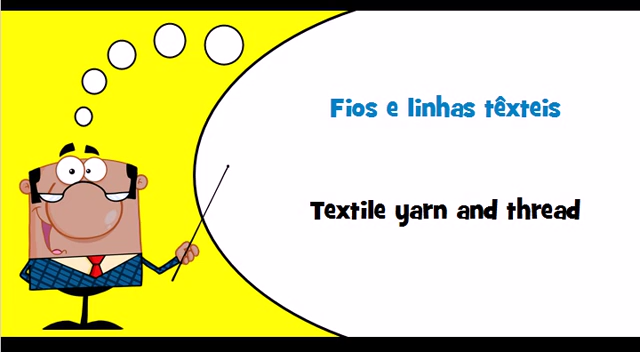 Fios e linhas têxteis
Textile yarn and thread